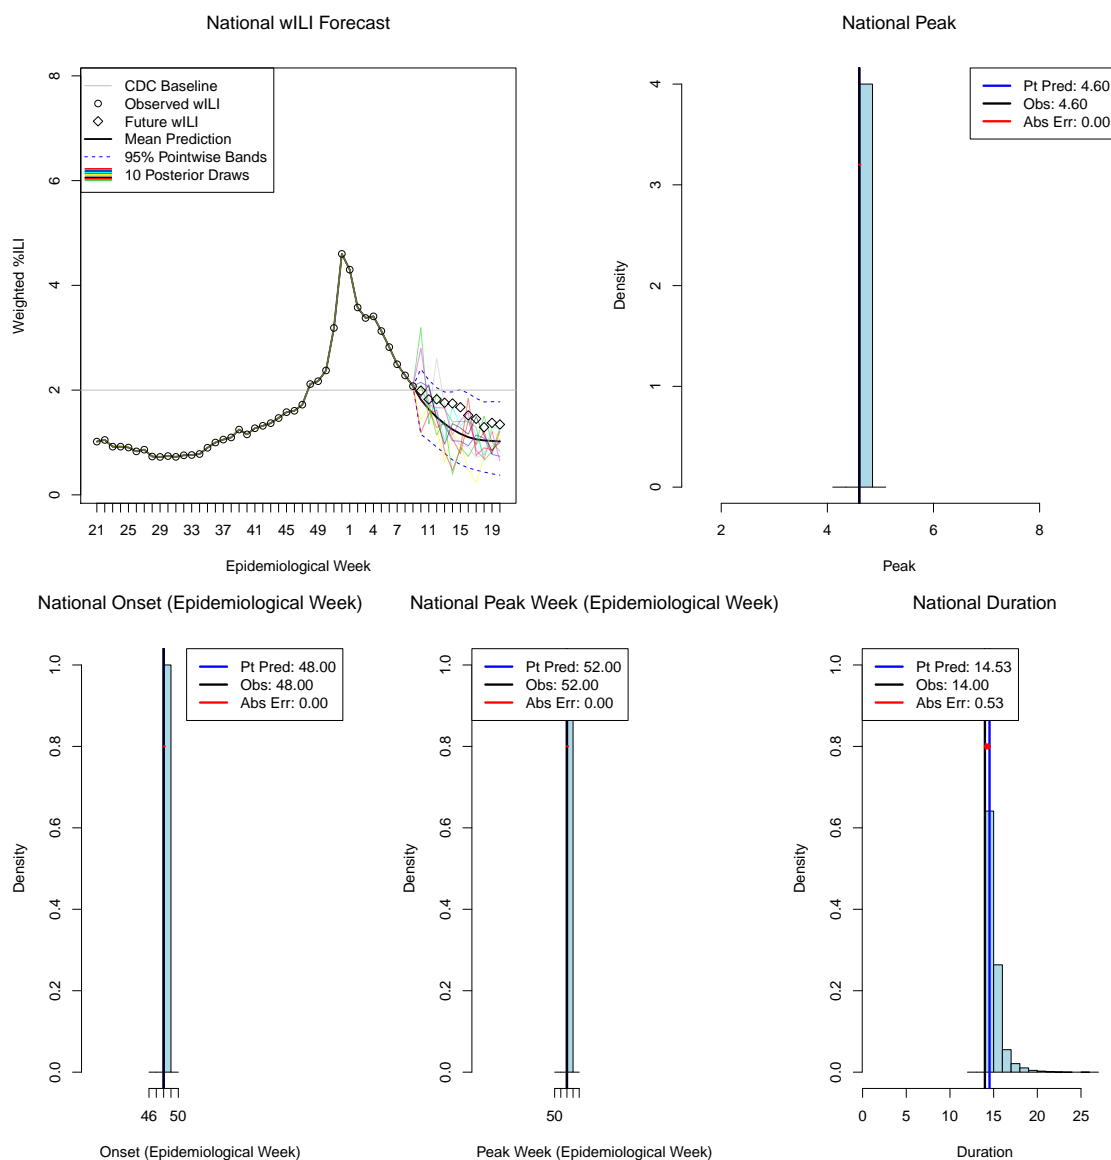 National wILI Forecast
CDC Baseline
Observed wILI
Future wILI
Mean Prediction
95% Pointwise Bands
10 Posterior Draws
Weighted %ILI
0 2 4 6 8
21 25 29 33 37 41 45 49 1 4 7 11 15 19
Epidemiological Week
National Peak
Pt Pred: 4.60
Obs: 4.60
Abs Err: 0.00
Density
0 1 2 3 4
2 4 6 8
Peak
National Onset (Epidemiological Week)
Pt Pred: 48.00
Obs: 48.00
Abs Err: 0.00
Density
0.0 0.2 0.4 0.6 0.8 1.0
46 50
Onset (Epidemiological Week)
National Peak Week (Epidemiological Week)
Pt Pred: 52.00
Obs: 52.00
Abs Err: 0.00
Density
0.0 0.2 0.4 0.6 0.8 1.0
50
Peak Week (Epidemiological Week)
National Duration
Pt Pred: 14.53
Obs: 14.00
Abs Err: 0.53
Density
0.0 0.2 0.4 0.6 0.8 1.0
0 5 10 15 20 25
Duration